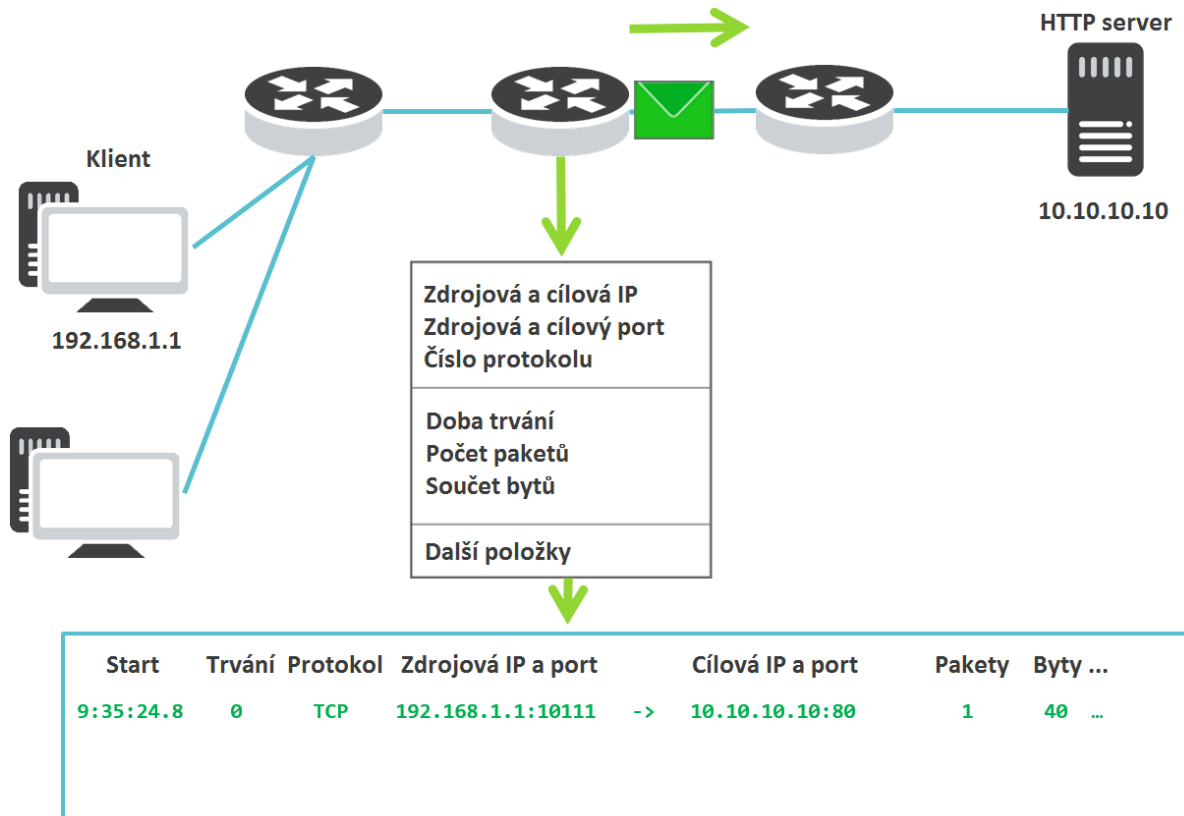 HTTP server
Klient
10.10.10.10
192.168.1.1
Zdrojová a cílová IP
Zdrojová a cílový port
Číslo protokolu
Doba trvání
Počet paketů
Součet bytů
Další položky
Start Trvání Protokol Zdrojová IP a port Cílová IP a port Pakety Byty ...
9:35:24.8 0 TCP 192.168.1.1:10111 -> 10.10.10.10:80 1 40 …